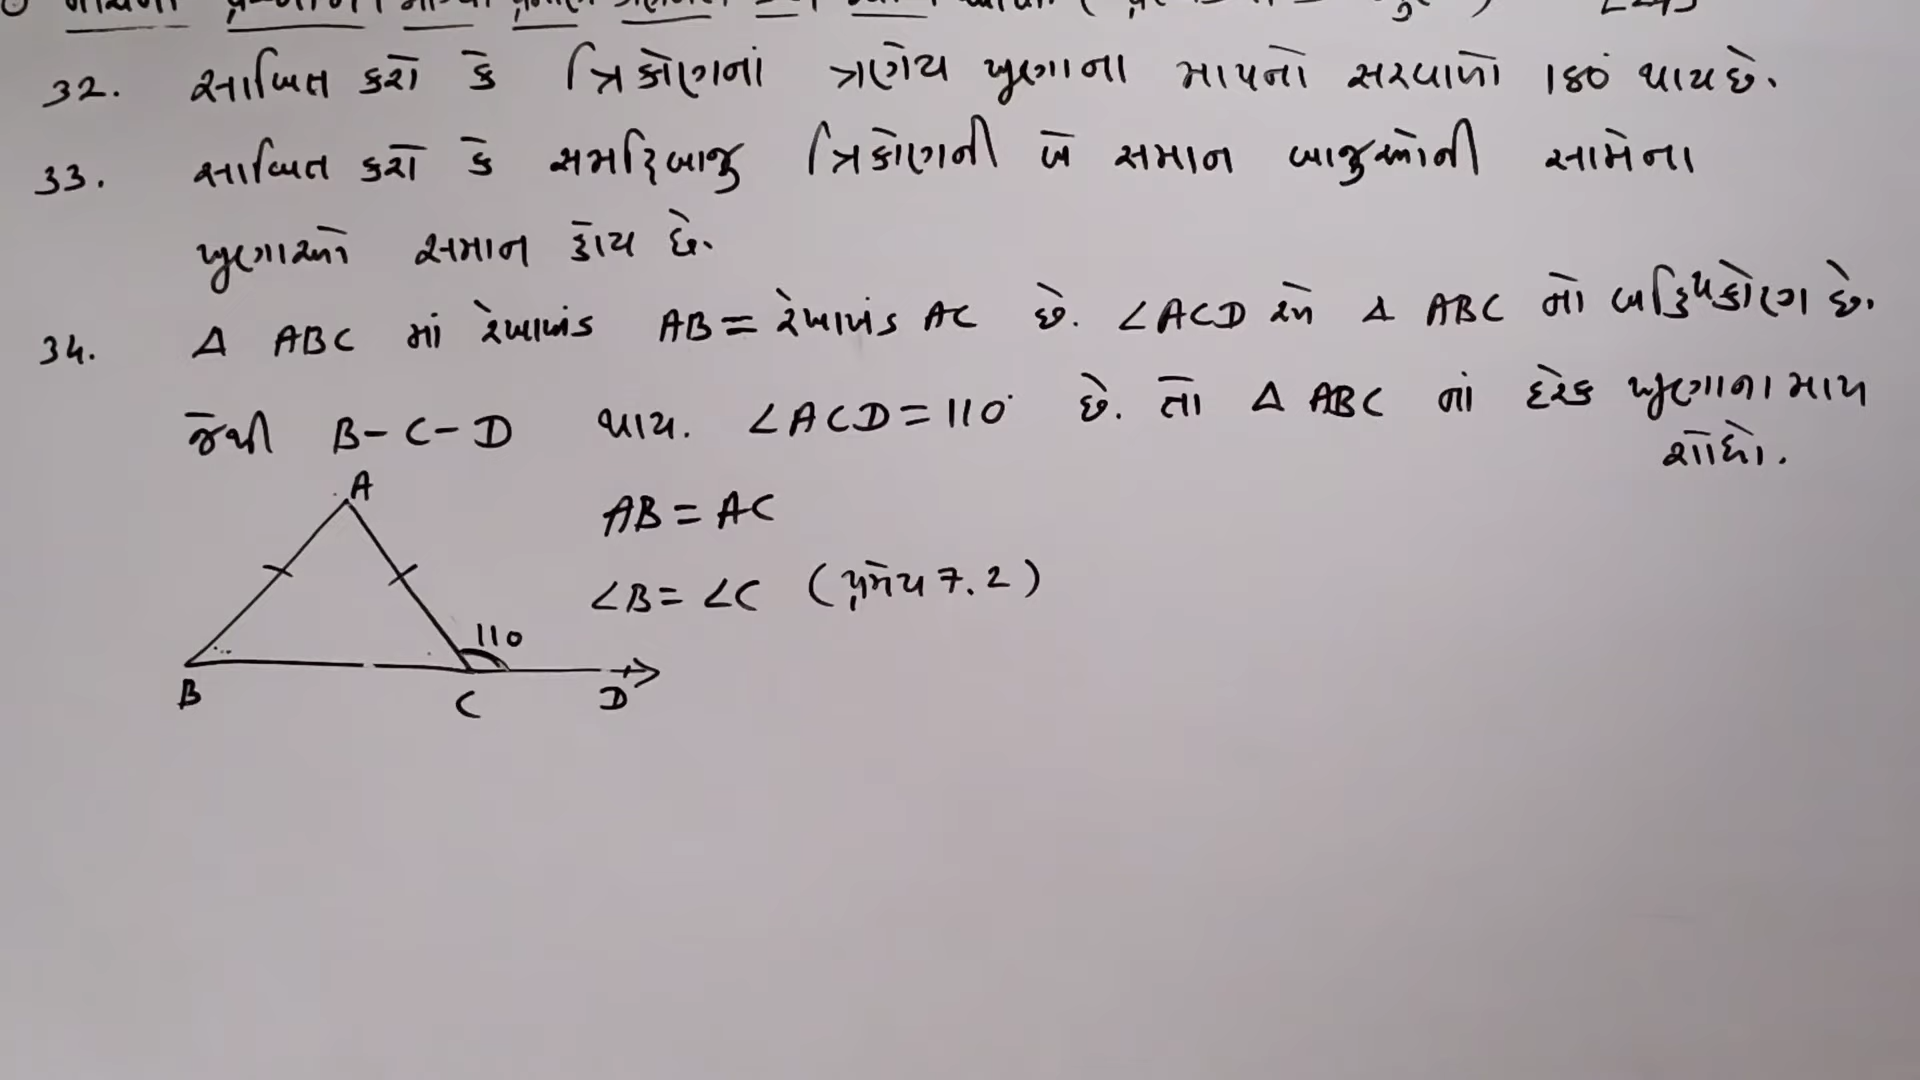 32. સાબિત કરો કે ત્રિકોણનાં ત્રણેય ખુણાના માપનો સરવાળો 180 થાય છે.
33. સાબિત કરો કે સમદ્વિબાજુ ત્રિકોણની બે સમાન બાજુઓની સામેના
ખુણાઓ સમાન હોય છે.
34. △ ABC માં રેખાખંડ AB = રેખાખંડ AC છે. ∠ACD એ △ ABC નો બહિષ્કોણ છે.
જેથી B-C-D થાય. ∠ACD = 110° છે. તો △ ABC નાં દરેક ખુણાના માપ
શોધો.
A
AB = AC
∠B = ∠C (પ્રમેય 7.2)
110
B C D